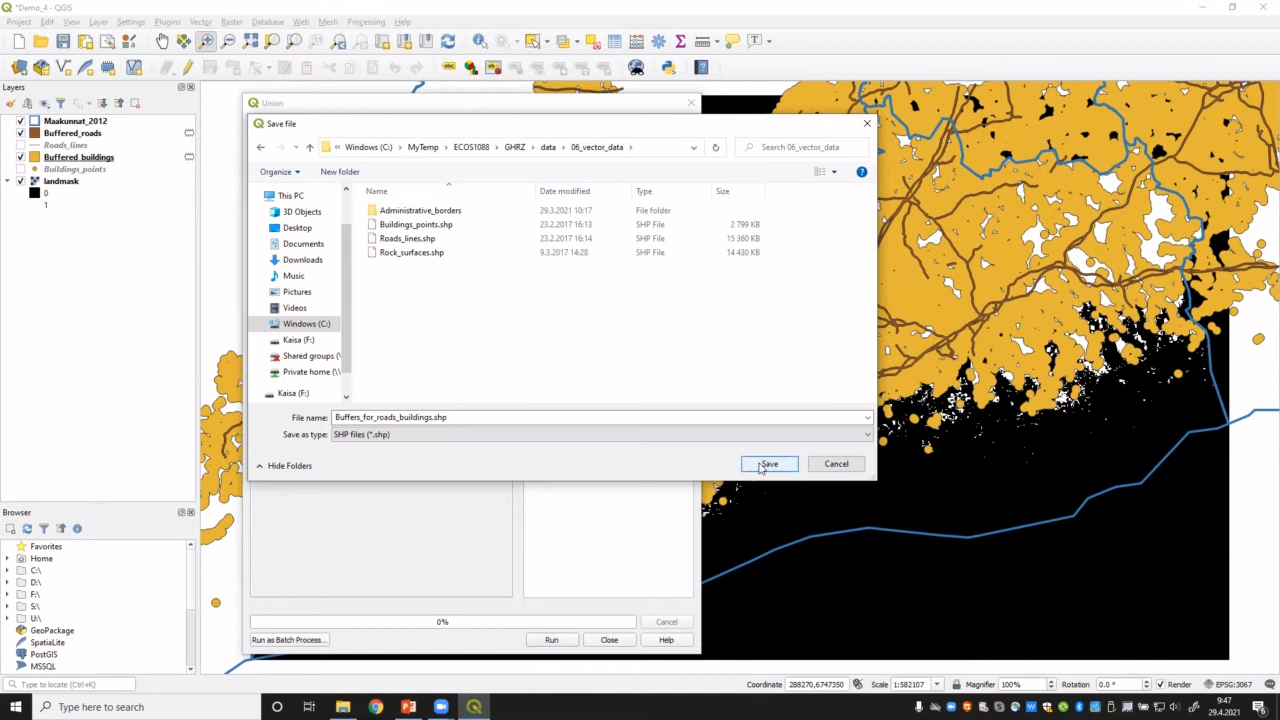 *Demo_4 - QGIS
Project Edit View Layer Settings Plugins Vector Raster Database Web Mesh Processing Help
Layers
Maakunnat_2012
Buffered_roads
Roads_lines
Buffered_buildings
Buildings_points
landmask
0
1
Browser
Favorites
Home
C:\
D:\
F:\
S:\
U:\
GeoPackage
SpatiaLite
PostGIS
MSSQL
Union
Save file
« Windows (C:) › MyTemp › ECOS1088 › GHRZ › data › 06_vector_data ›
Search 06_vector_data
Organize New folder
This PC
3D Objects
Desktop
Documents
Downloads
Music
Pictures
Videos
Windows (C:)
Kaisa (F:)
Shared groups (\
Private home (\\
Kaisa (F:)
Name Date modified Type Size
Administrative_borders 29.3.2021 10:17 File folder
Buildings_points.shp 23.2.2017 16:13 SHP File 2 799 KB
Roads_lines.shp 23.2.2017 16:14 SHP File 15 360 KB
Rock_surfaces.shp 9.3.2017 14:28 SHP File 14 430 KB
File name: Buffers_for_roads_buildings.shp
Save as type: SHP files (*.shp)
Hide Folders Save Cancel
0% Cancel
Run as Batch Process... Run Close Help
Type to locate (Ctrl+K) Coordinate 288270,6747350 Scale 1:582107 Magnifier 100% Rotation 0.0 ° Render EPSG:3067
Type here to search
9:47
29.4.2021